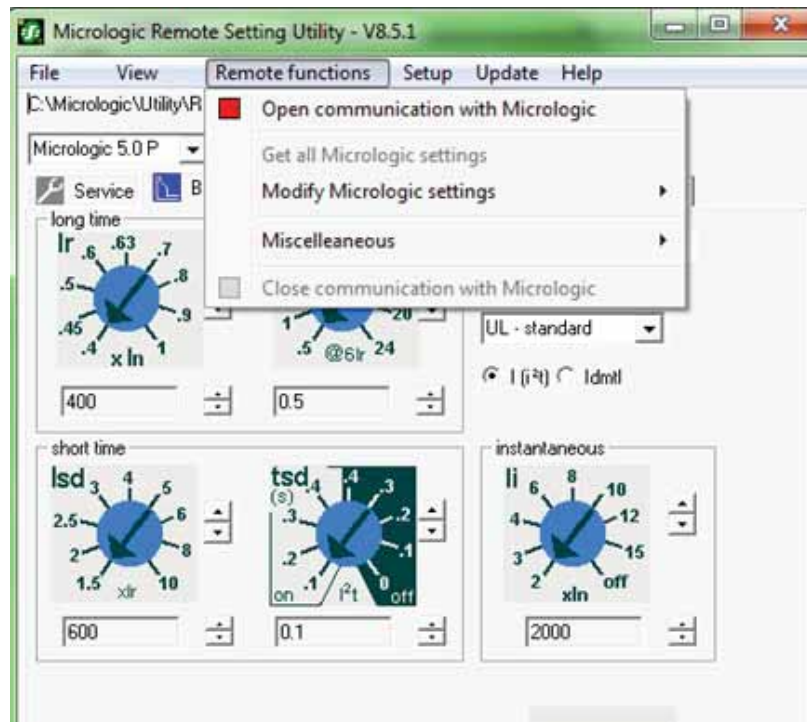 Micrologic Remote Setting Utility - V8.5.1
File View Remote functions Setup Update Help
C:\Micrologic\Utility\R
Open communication with Micrologic
Get all Micrologic settings
Modify Micrologic settings
Miscelleaneous
Close communication with Micrologic
Micrologic 5.0 P
Service B
long time
Ir
.4 .45 .5 .6 .63 .7 .8 .9 1
x In
400
.5 1 20 24
@6Ir
0.5
UL - standard
I (i²t) Idmtl
short time
Isd
1.5 2 2.5 3 4 5 6 8 10
xIr
600
tsd
(s)
.1 .2 .3 .4 .4 .3 .2 .1 0
on I²t off
0.1
instantaneous
Ii
2 3 4 6 8 10 12 15 off
xIn
2000